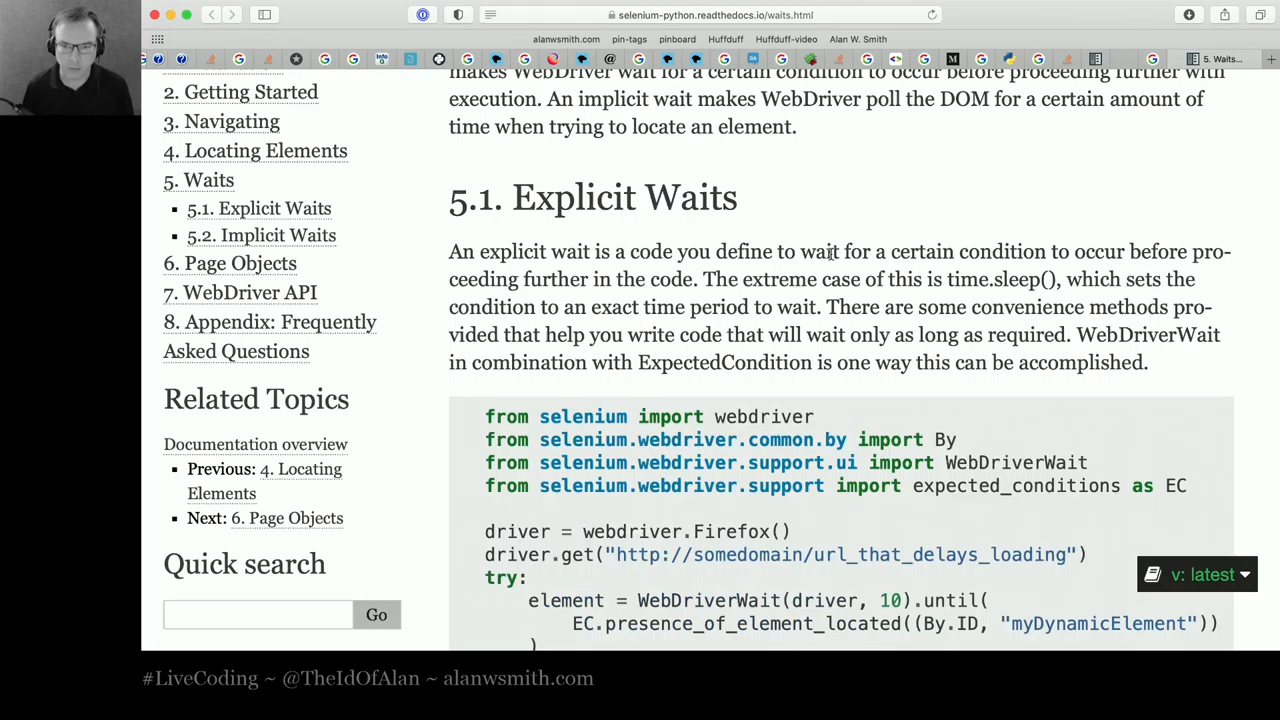 selenium-python.readthedocs.io/waits.html
alanwsmith.com pin-tags pinboard Huffduff Huffduff-video Alan W. Smith
5. Waits...
2. Getting Started
3. Navigating
4. Locating Elements
5. Waits
5.1. Explicit Waits
5.2. Implicit Waits
6. Page Objects
7. WebDriver API
8. Appendix: Frequently
Asked Questions
Related Topics
Documentation overview
Previous: 4. Locating
Elements
Next: 6. Page Objects
Quick search
Go
makes WebDriver wait for a certain condition to occur before proceeding further with
execution. An implicit wait makes WebDriver poll the DOM for a certain amount of
time when trying to locate an element.
5.1. Explicit Waits
An explicit wait is a code you define to wait for a certain condition to occur before pro-
ceeding further in the code. The extreme case of this is time.sleep(), which sets the
condition to an exact time period to wait. There are some convenience methods pro-
vided that help you write code that will wait only as long as required. WebDriverWait
in combination with ExpectedCondition is one way this can be accomplished.
from selenium import webdriver
from selenium.webdriver.common.by import By
from selenium.webdriver.support.ui import WebDriverWait
from selenium.webdriver.support import expected_conditions as EC
driver = webdriver.Firefox()
driver.get("http://somedomain/url_that_delays_loading")
try:
element = WebDriverWait(driver, 10).until(
EC.presence_of_element_located((By.ID, "myDynamicElement"))
)
v: latest
#LiveCoding ~ @TheIdOfAlan ~ alanwsmith.com